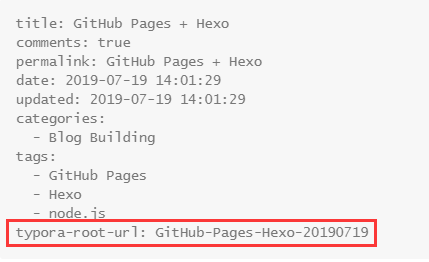 title: GitHub Pages + Hexo
comments: true
permalink: GitHub Pages + Hexo
date: 2019-07-19 14:01:29
updated: 2019-07-19 14:01:29
categories:
  - Blog Building
tags:
  - GitHub Pages
  - Hexo
  - node.js
typora-root-url: GitHub-Pages-Hexo-20190719